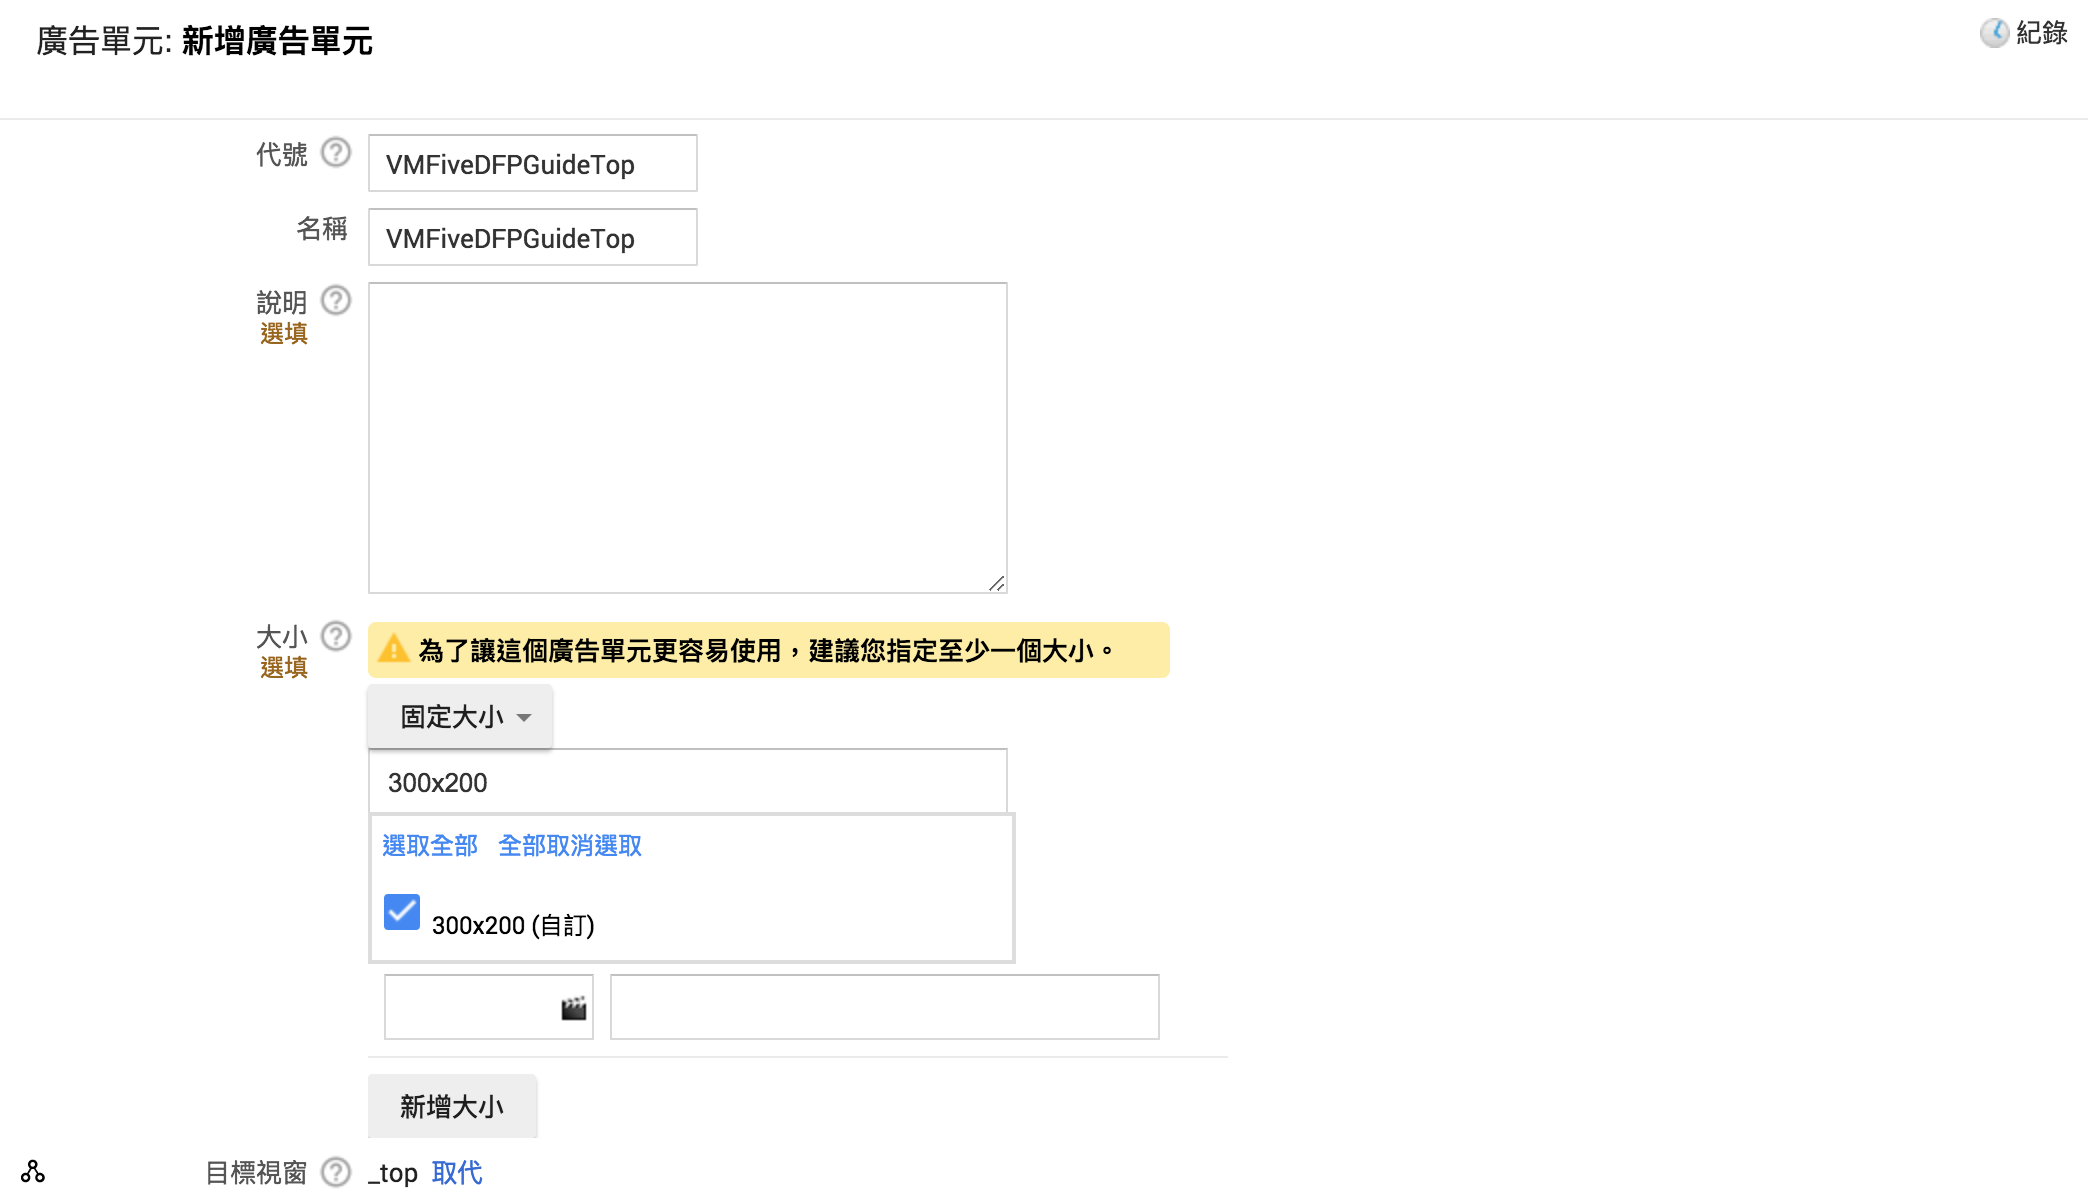 廣告單元: 新增廣告單元
紀錄
代號
VMFiveDFPGuideTop
名稱
VMFiveDFPGuideTop
說明
選填
大小
選填
為了讓這個廣告單元更容易使用，建議您指定至少一個大小。
固定大小
300x200
選取全部 全部取消選取
300x200 (自訂)
新增大小
目標視窗
_top 取代